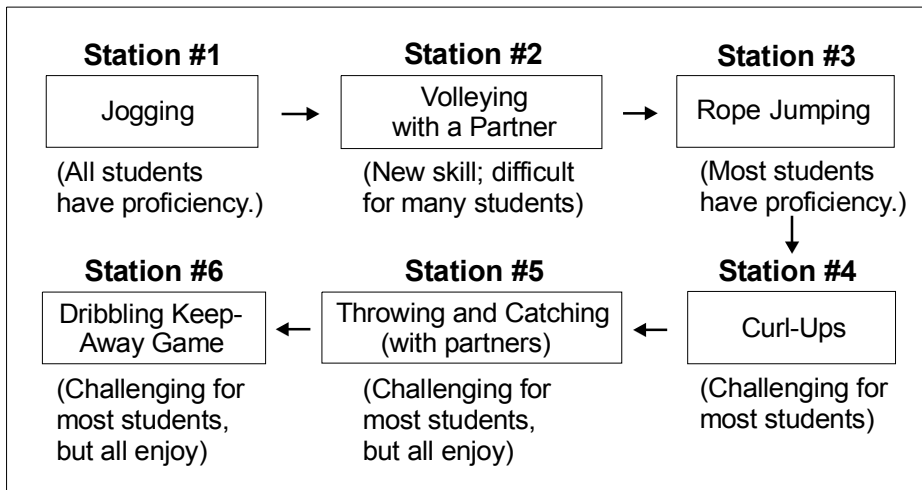 Station #1
Jogging
(All students
have proficiency.)
Station #2
Volleying
with a Partner
(New skill; difficult
for many students)
Station #3
Rope Jumping
(Most students
have proficiency.)
Station #4
Curl-Ups
(Challenging for
most students)
Station #5
Throwing and Catching
(with partners)
(Challenging for
most students,
but all enjoy)
Station #6
Dribbling Keep-
Away Game
(Challenging for
most students,
but all enjoy)